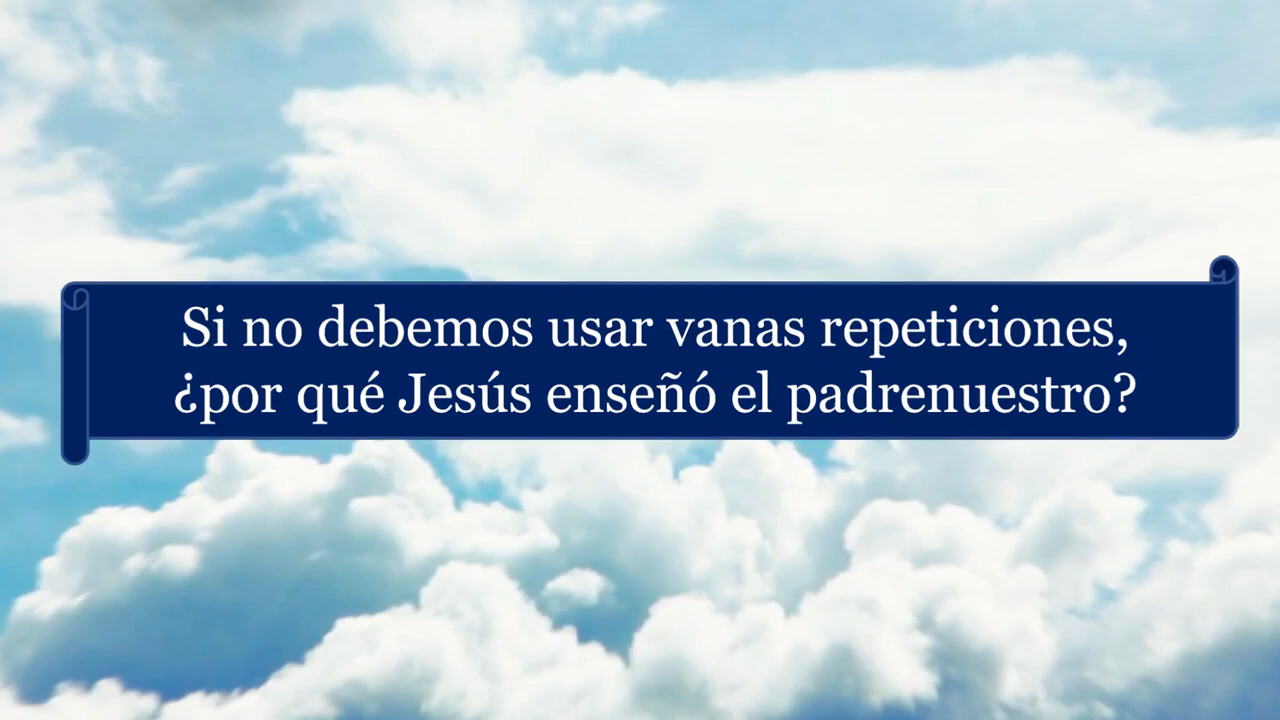 Si no debemos usar vanas repeticiones,
¿por qué Jesús enseñó el padrenuestro?